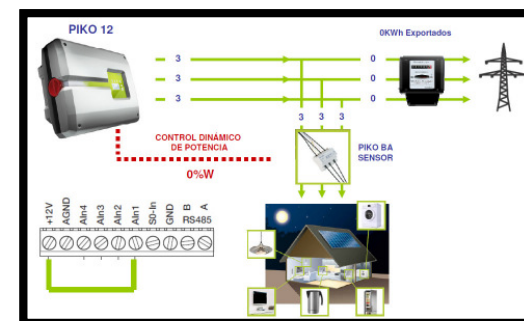 PIKO 12
0KWh Exportados
3 0
3 0
3 0
3 3 3
CONTROL DINÁMICO
DE POTENCIA
0%W
PIKO BA
SENSOR
+12V
AGND
AIn4
AIn3
AIn2
AIn1
S0-In
GND
B
A
RS485